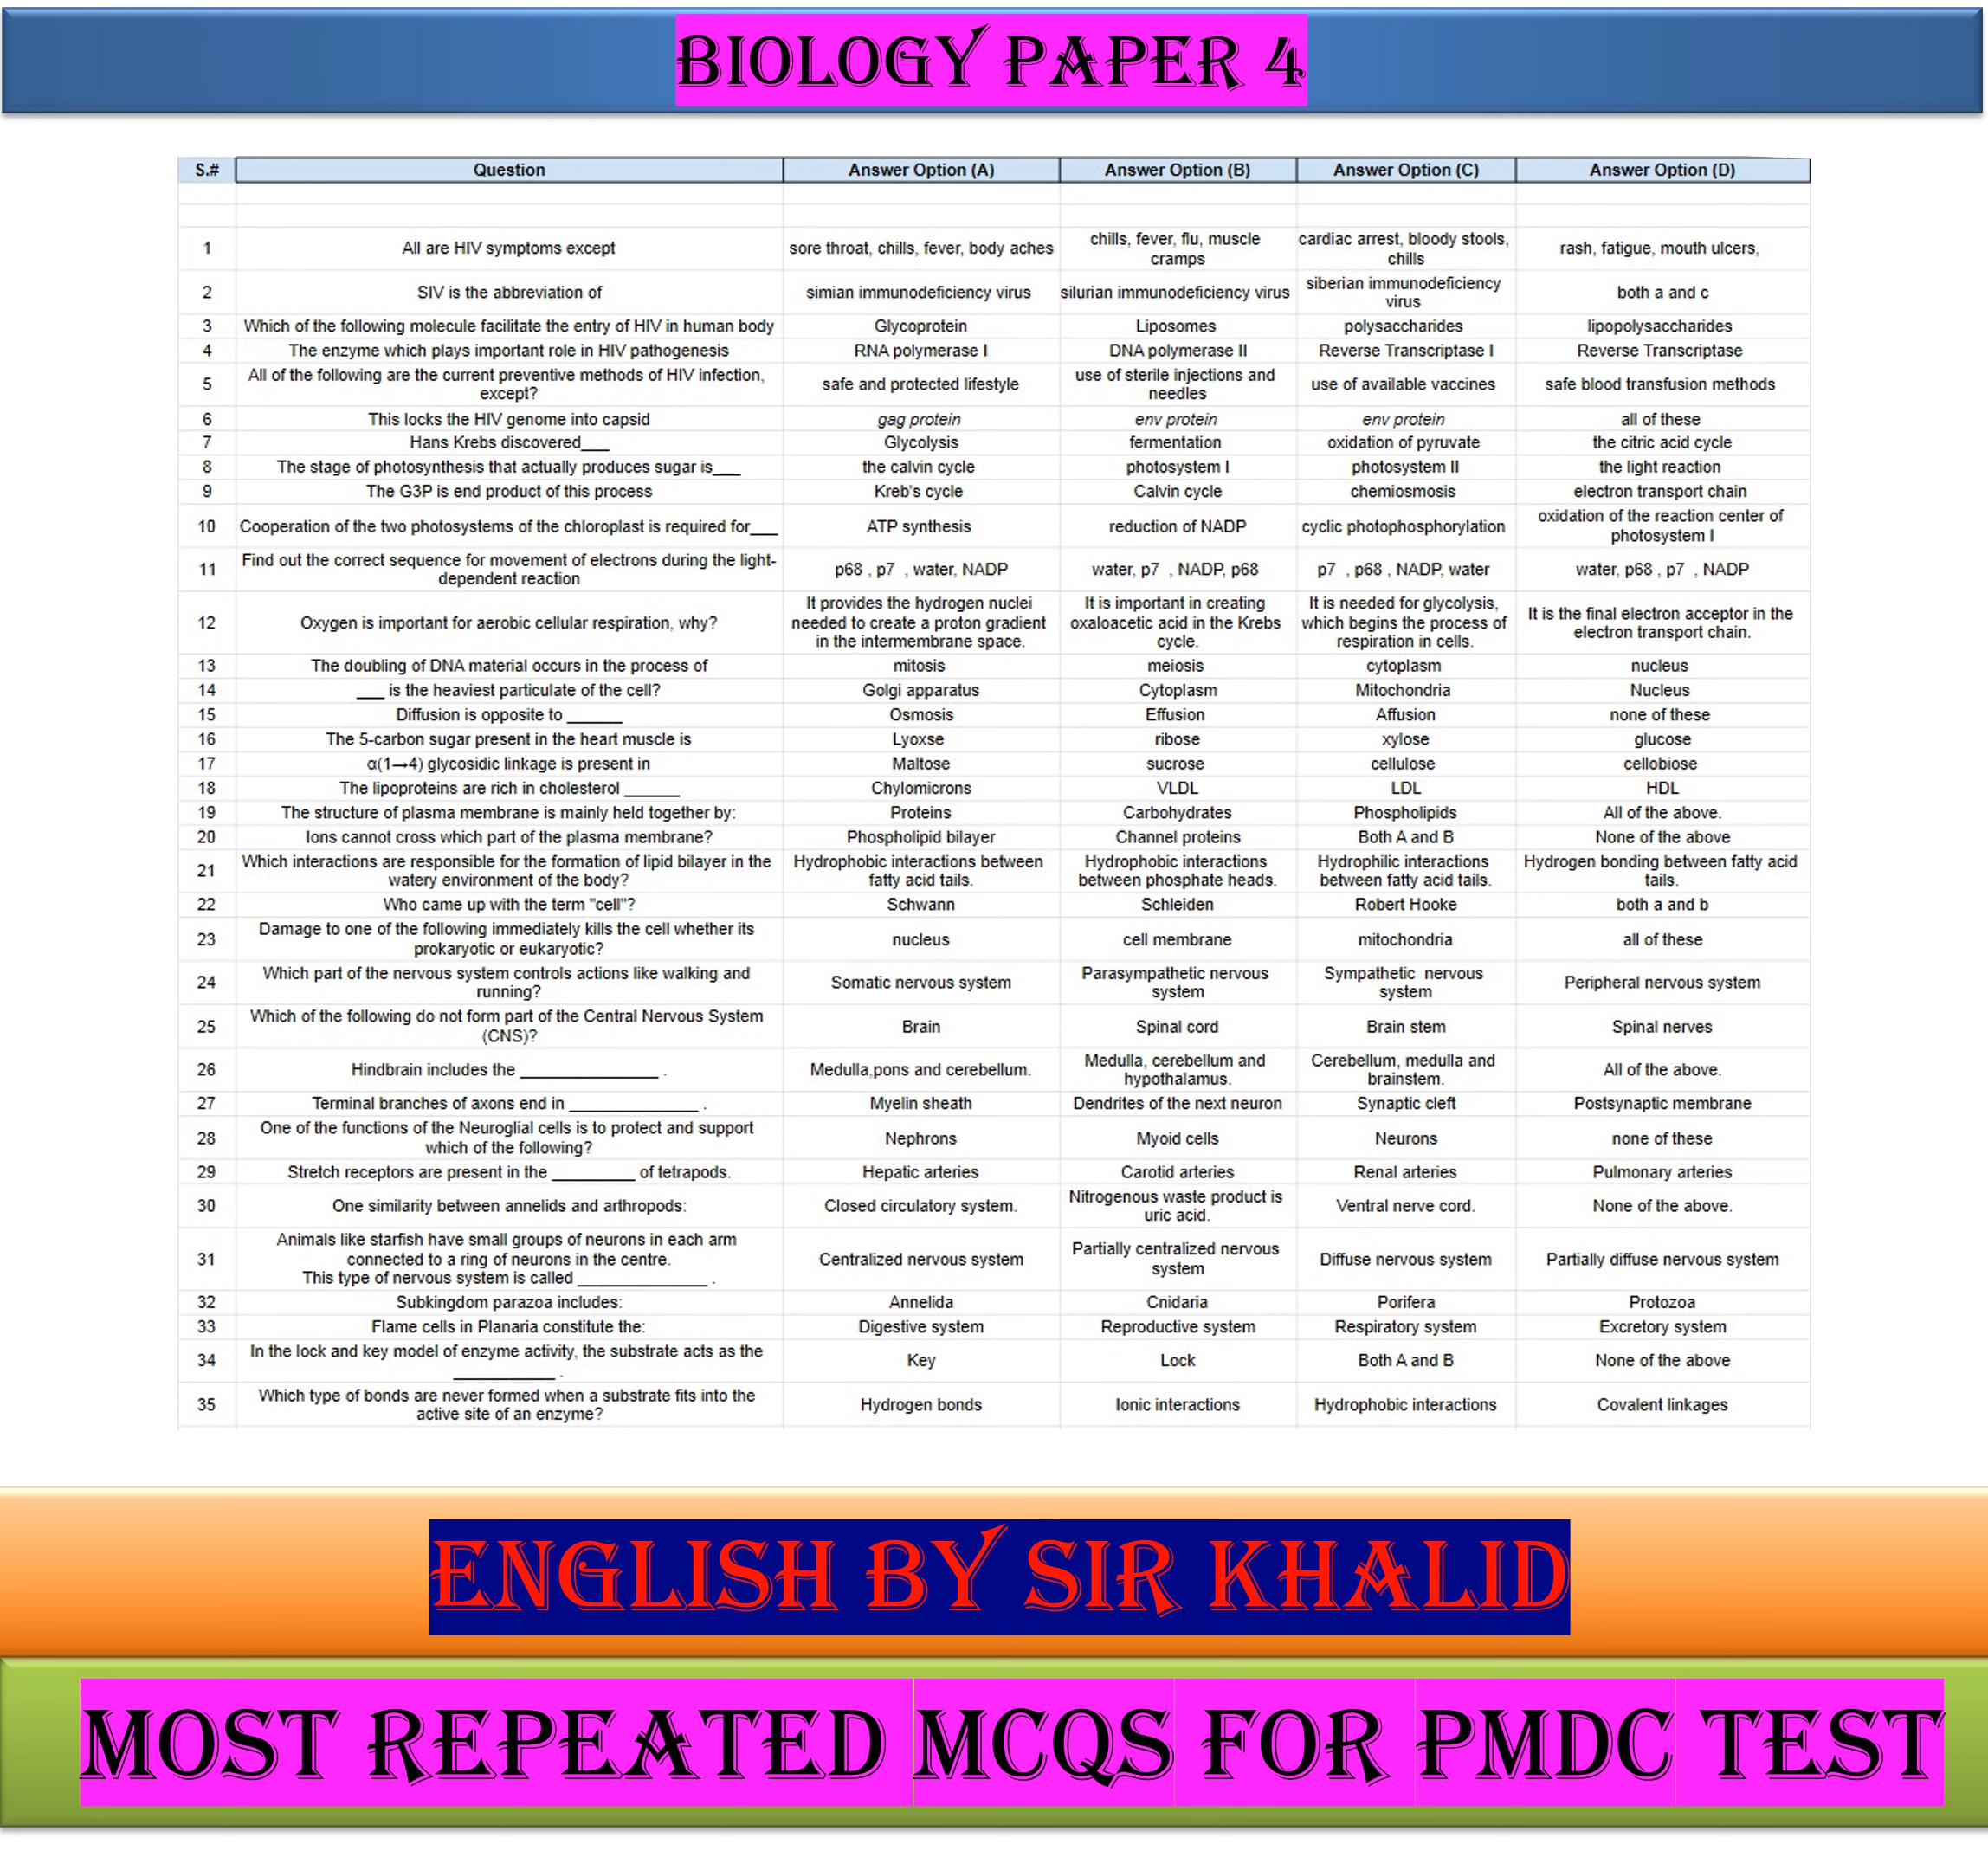 BIOLOGY PAPER 4
S.# Question Answer Option (A) Answer Option (B) Answer Option (C) Answer Option (D)
1 All are HIV symptoms except sore throat, chills, fever, body aches chills, fever, flu, muscle cramps cardiac arrest, bloody stools, chills rash, fatigue, mouth ulcers,
2 SIV is the abbreviation of simian immunodeficiency virus silurian immunodeficiency virus siberian immunodeficiency virus both a and c
3 Which of the following molecule facilitate the entry of HIV in human body Glycoprotein Liposomes polysaccharides lipopolysaccharides
4 The enzyme which plays important role in HIV pathogenesis RNA polymerase I DNA polymerase II Reverse Transcriptase I Reverse Transcriptase
5 All of the following are the current preventive methods of HIV infection, except? safe and protected lifestyle use of sterile injections and needles use of available vaccines safe blood transfusion methods
6 This locks the HIV genome into capsid gag protein env protein env protein all of these
7 Hans Krebs discovered___ Glycolysis fermentation oxidation of pyruvate the citric acid cycle
8 The stage of photosynthesis that actually produces sugar is___ the calvin cycle photosystem I photosystem II the light reaction
9 The G3P is end product of this process Kreb's cycle Calvin cycle chemiosmosis electron transport chain
10 Cooperation of the two photosystems of the chloroplast is required for___ ATP synthesis reduction of NADP cyclic photophosphorylation oxidation of the reaction center of photosystem I
11 Find out the correct sequence for movement of electrons during the light-dependent reaction p68 , p7 , water, NADP water, p7 , NADP, p68 p7 , p68 , NADP, water water, p68 , p7 , NADP
12 Oxygen is important for aerobic cellular respiration, why? It provides the hydrogen nuclei needed to create a proton gradient in the intermembrane space. It is important in creating oxaloacetic acid in the Krebs cycle. It is needed for glycolysis, which begins the process of respiration in cells. It is the final electron acceptor in the electron transport chain.
13 The doubling of DNA material occurs in the process of mitosis meiosis cytoplasm nucleus
14 ___ is the heaviest particulate of the cell? Golgi apparatus Cytoplasm Mitochondria Nucleus
15 Diffusion is opposite to ______ Osmosis Effusion Affusion none of these
16 The 5-carbon sugar present in the heart muscle is Lyoxse ribose xylose glucose
17 α(1→4) glycosidic linkage is present in Maltose sucrose cellulose cellobiose
18 The lipoproteins are rich in cholesterol ______ Chylomicrons VLDL LDL HDL
19 The structure of plasma membrane is mainly held together by: Proteins Carbohydrates Phospholipids All of the above.
20 Ions cannot cross which part of the plasma membrane? Phospholipid bilayer Channel proteins Both A and B None of the above
21 Which interactions are responsible for the formation of lipid bilayer in the watery environment of the body? Hydrophobic interactions between fatty acid tails. Hydrophobic interactions between phosphate heads. Hydrophilic interactions between fatty acid tails. Hydrogen bonding between fatty acid tails.
22 Who came up with the term "cell"? Schwann Schleiden Robert Hooke both a and b
23 Damage to one of the following immediately kills the cell whether its prokaryotic or eukaryotic? nucleus cell membrane mitochondria all of these
24 Which part of the nervous system controls actions like walking and running? Somatic nervous system Parasympathetic nervous system Sympathetic nervous system Peripheral nervous system
25 Which of the following do not form part of the Central Nervous System (CNS)? Brain Spinal cord Brain stem Spinal nerves
26 Hindbrain includes the _______________ . Medulla,pons and cerebellum. Medulla, cerebellum and hypothalamus. Cerebellum, medulla and brainstem. All of the above.
27 Terminal branches of axons end in ______________ . Myelin sheath Dendrites of the next neuron Synaptic cleft Postsynaptic membrane
28 One of the functions of the Neuroglial cells is to protect and support which of the following? Nephrons Myoid cells Neurons none of these
29 Stretch receptors are present in the _________ of tetrapods. Hepatic arteries Carotid arteries Renal arteries Pulmonary arteries
30 One similarity between annelids and arthropods: Closed circulatory system. Nitrogenous waste product is uric acid. Ventral nerve cord. None of the above.
31 Animals like starfish have small groups of neurons in each arm connected to a ring of neurons in the centre. This type of nervous system is called ______________ . Centralized nervous system Partially centralized nervous system Diffuse nervous system Partially diffuse nervous system
32 Subkingdom parazoa includes: Annelida Cnidaria Porifera Protozoa
33 Flame cells in Planaria constitute the: Digestive system Reproductive system Respiratory system Excretory system
34 In the lock and key model of enzyme activity, the substrate acts as the ___________ . Key Lock Both A and B None of the above
35 Which type of bonds are never formed when a substrate fits into the active site of an enzyme? Hydrogen bonds Ionic interactions Hydrophobic interactions Covalent linkages
ENGLISH BY SIR KHALID
MOST REPEATED MCQS FOR PMDC TEST